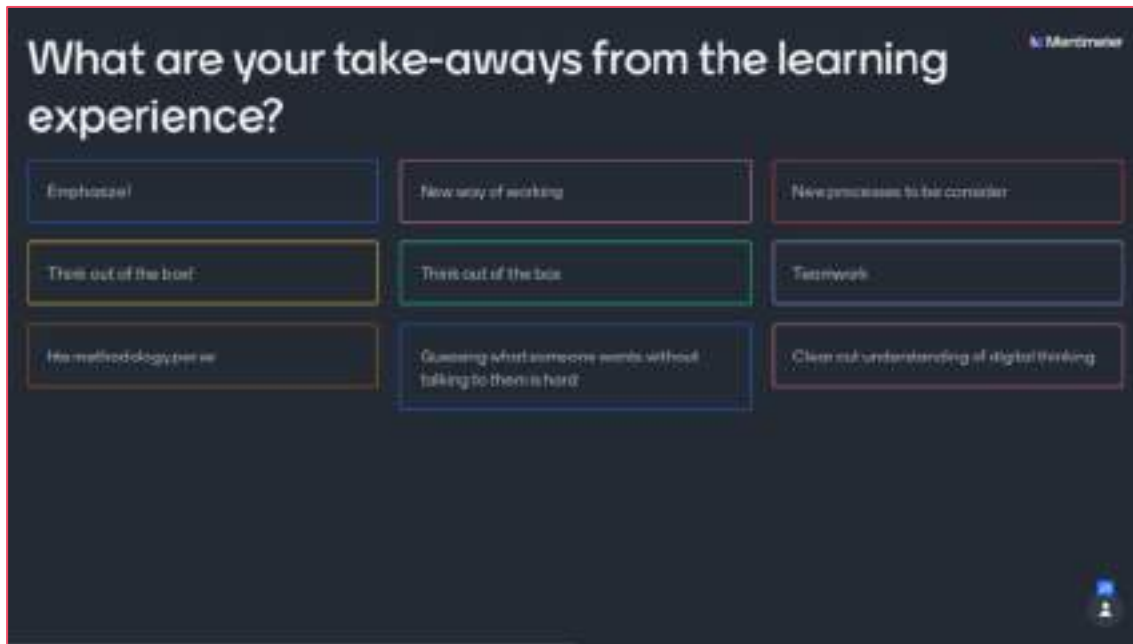 Mentimeter
What are your take-aways from the learning
experience?
Emphasize!
New way of working
New processes to be consider
Think out of the box!
Think out of the box
Teamwork
methodology per se
Guessing what someone wants without
talking to them is hard
Clear cut understanding of digital thinking